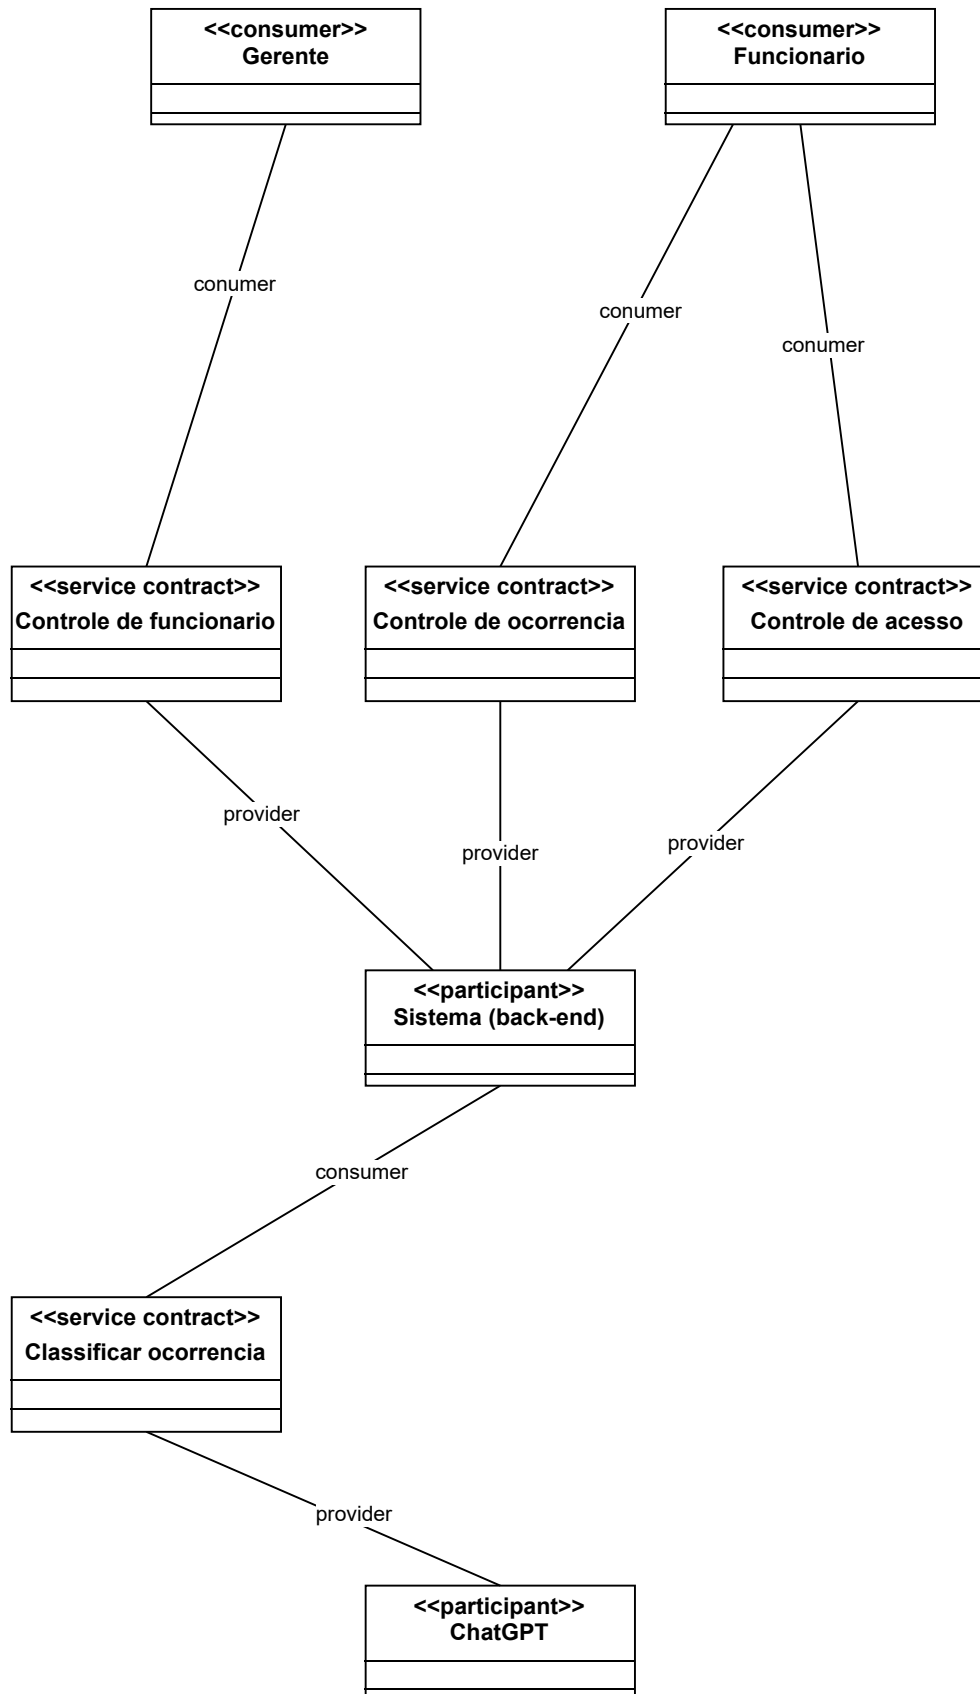 <<consumer>>
Gerente
<<consumer>>
Funcionario
conumer
conumer
conumer
<<service contract>>
Controle de funcionario
<<service contract>>
Controle de ocorrencia
<<service contract>>
Controle de acesso
provider
provider
provider
<<participant>>
Sistema (back-end)
consumer
<<service contract>>
Classificar ocorrencia
provider
<<participant>>
ChatGPT